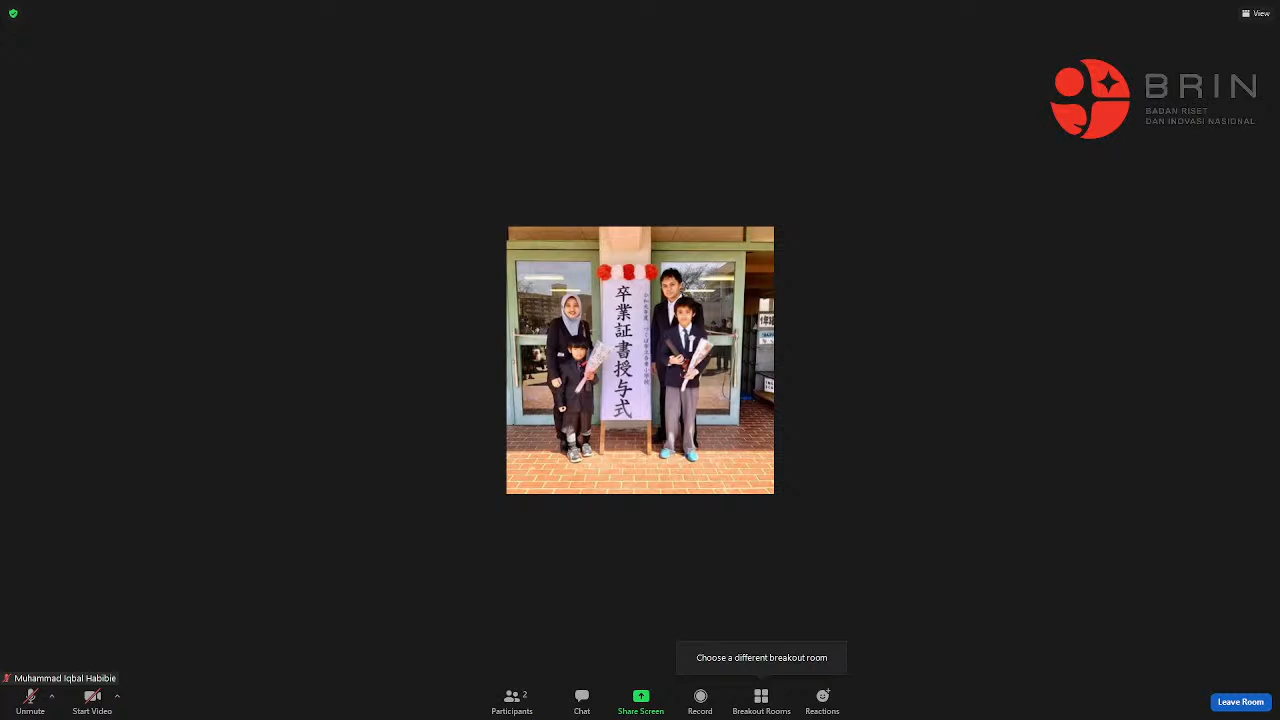 View
BRIN
BADAN RISET
DAN INOVASI NASIONAL
卒業証書授与式
Choose a different breakout room
Muhammad Iqbal Habibie
Unmute
Start Video
Participants
2
Chat
Share Screen
Record
Breakout Rooms
Reactions
Leave Room